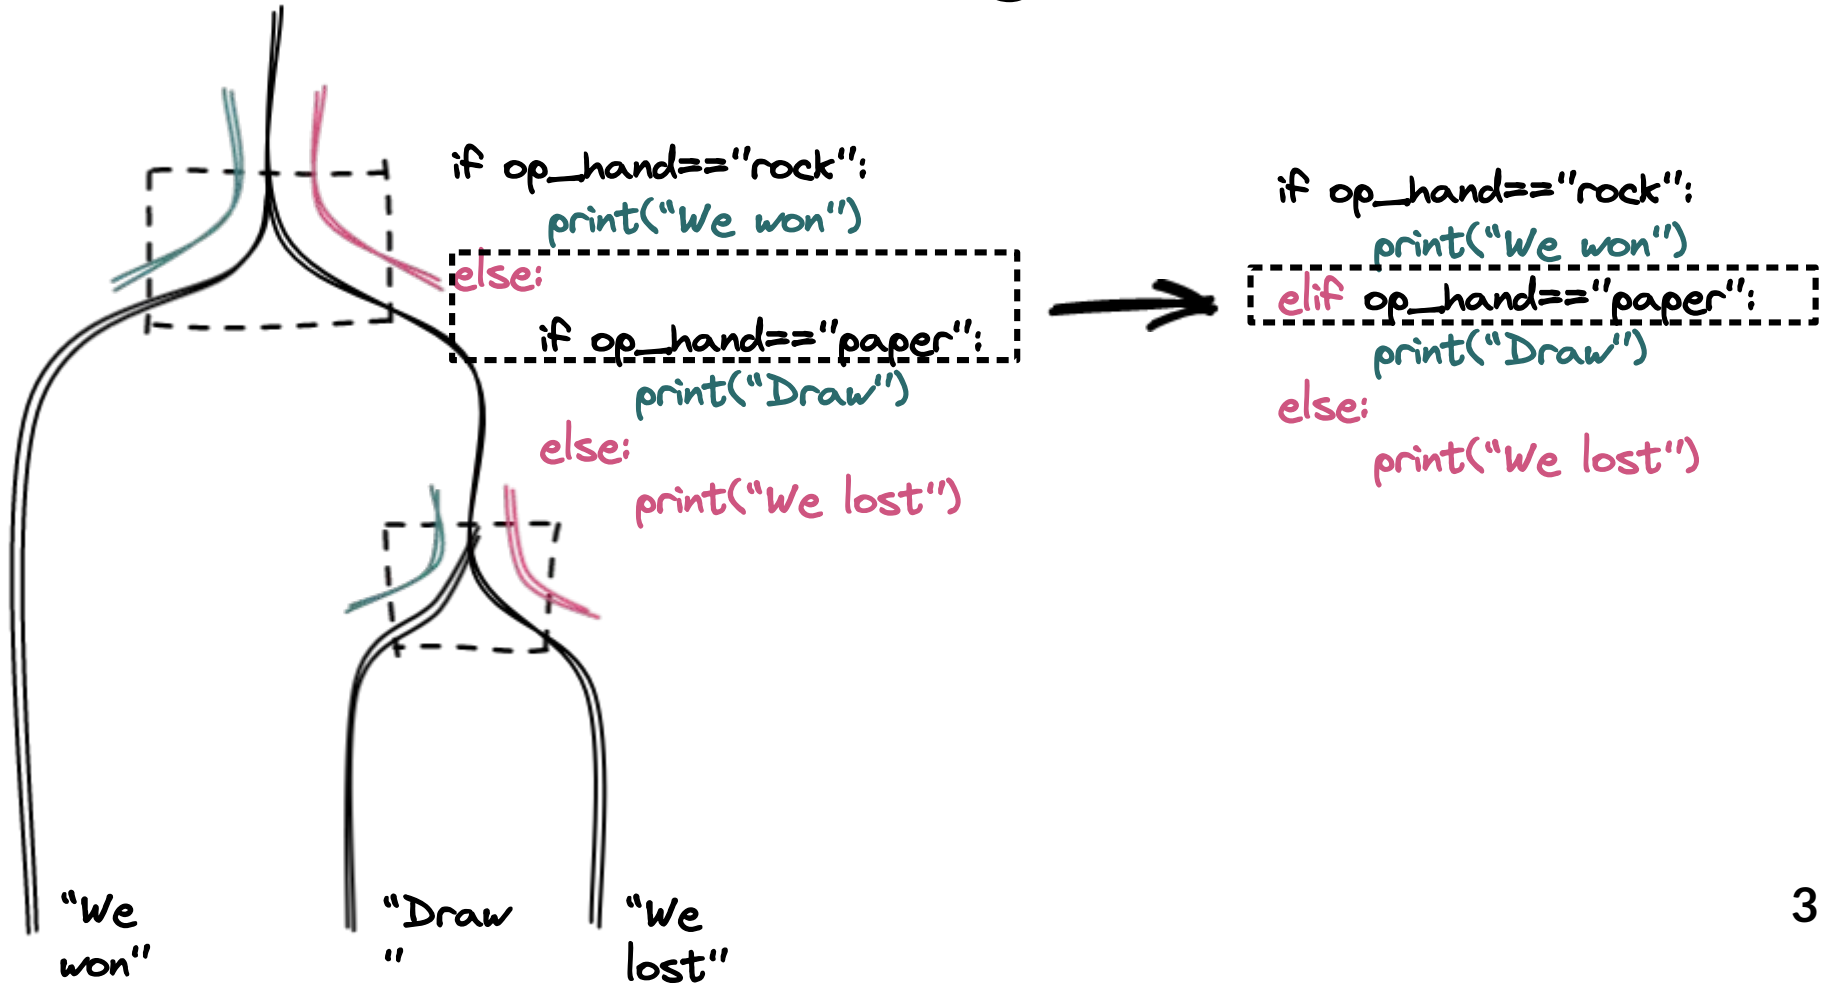 if op_hand=="rock":
print("We won")
else:
if op_hand=="paper":
print("Draw")
else:
print("We lost")
if op_hand=="rock":
print("We won")
elif op_hand=="paper":
print("Draw")
else:
print("We lost")
"We
won"
"Draw
"
"We
lost"
3